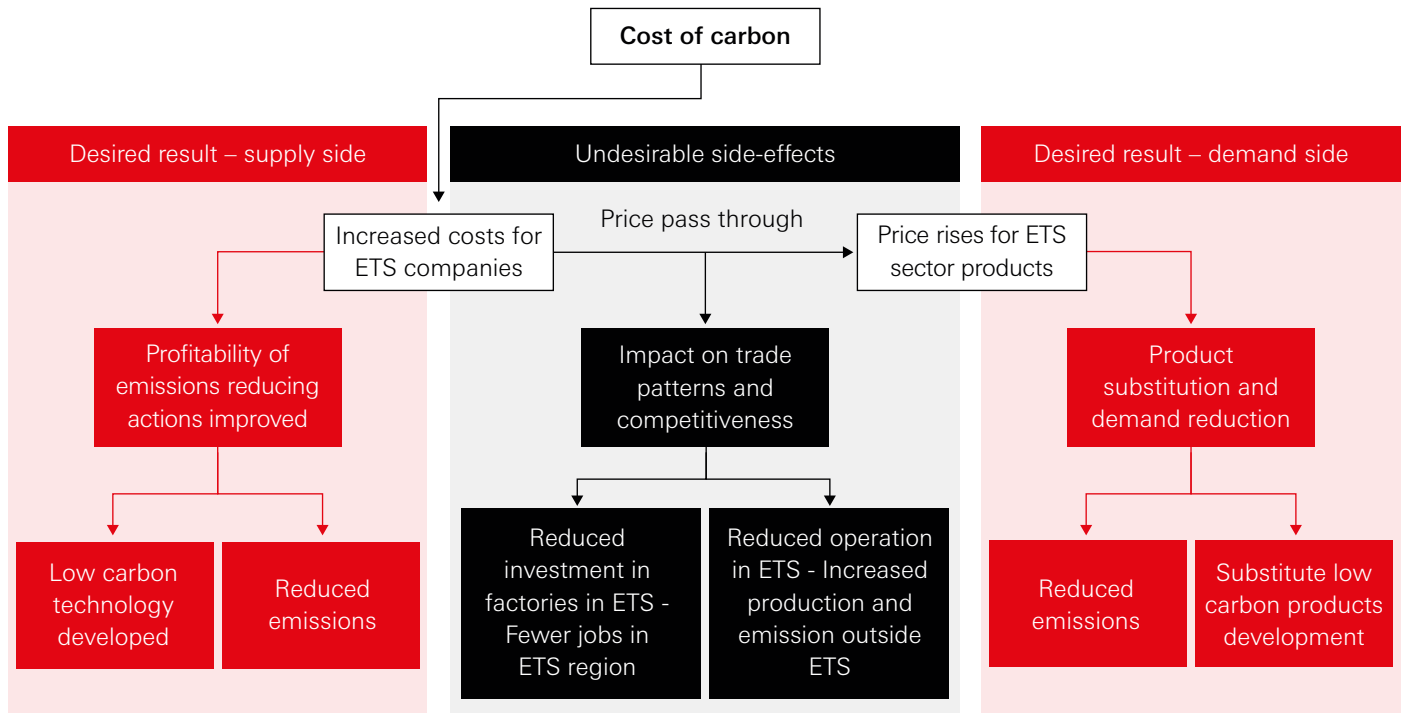 Cost of carbon
Desired result – supply side
Undesirable side-effects
Desired result – demand side
Increased costs for
ETS companies
Price pass through
Price rises for ETS
sector products
Profitability of
emissions reducing
actions improved
Impact on trade
patterns and
competitiveness
Product
substitution and
demand reduction
Low carbon
technology
developed
Reduced
emissions
Reduced
investment in
factories in ETS -
Fewer jobs in
ETS region
Reduced operation
in ETS - Increased
production and
emission outside
ETS
Reduced
emissions
Substitute low
carbon products
development